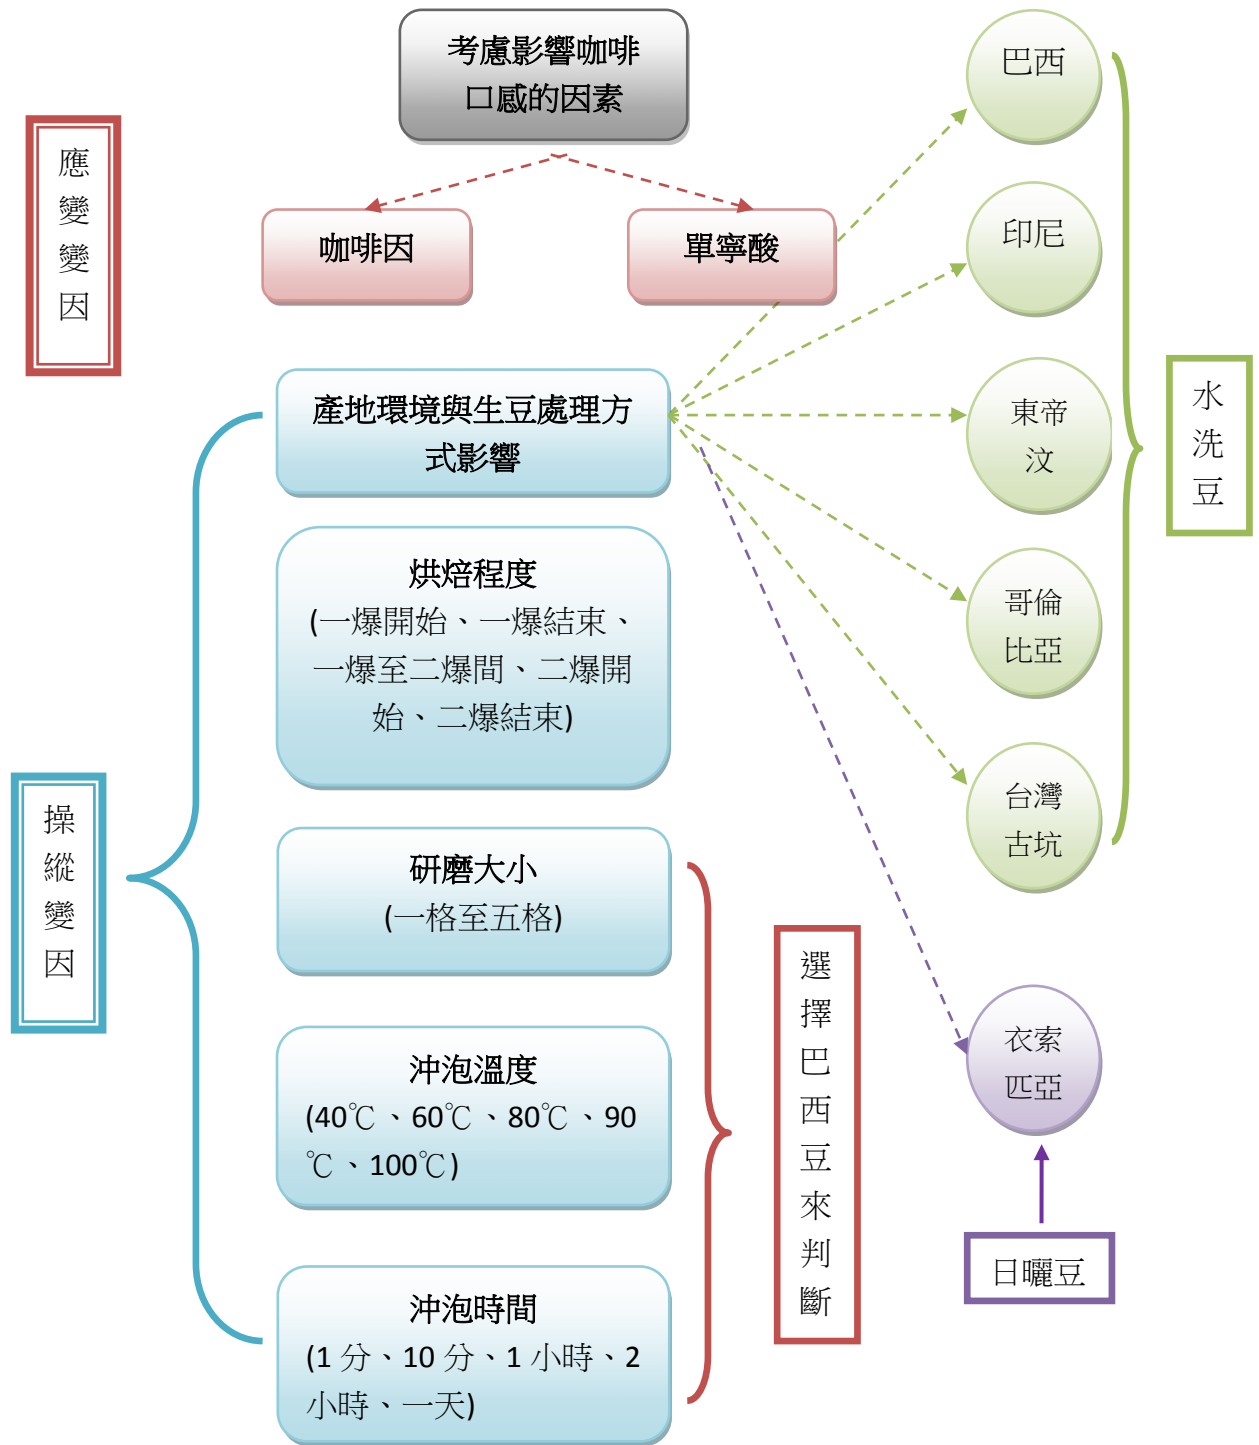 考慮影響咖啡
口感的因素
應變變因
咖啡因
單寧酸
產地環境與生豆處理方
式影響
烘焙程度
(一爆開始、一爆結束、
一爆至二爆間、二爆開
始、二爆結束)
操縱變因
研磨大小
(一格至五格)
沖泡溫度
(40℃、60℃、80℃、90
℃、100℃)
沖泡時間
(1 分、10 分、1 小時、2
小時、一天)
選擇巴西豆來判斷
巴西
印尼
東帝
汶
哥倫
比亞
台灣
古坑
水洗豆
衣索
匹亞
日曬豆